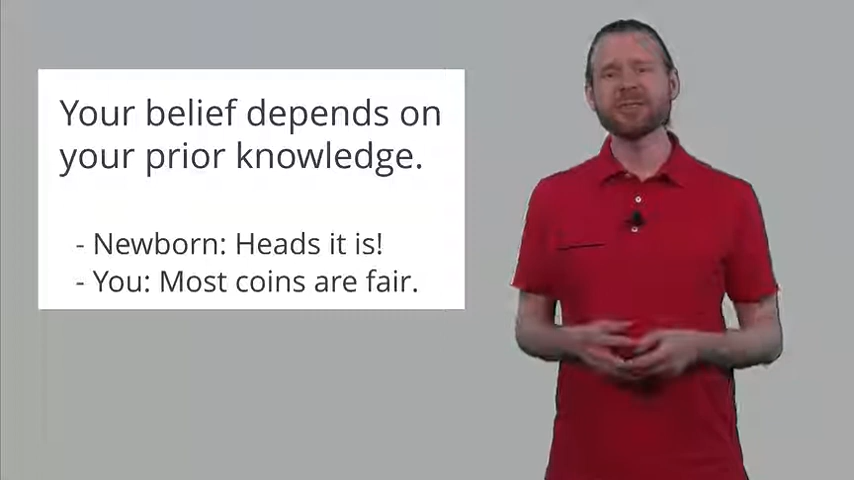 Your belief depends on
your prior knowledge.
- Newborn: Heads it is!
- You: Most coins are fair.